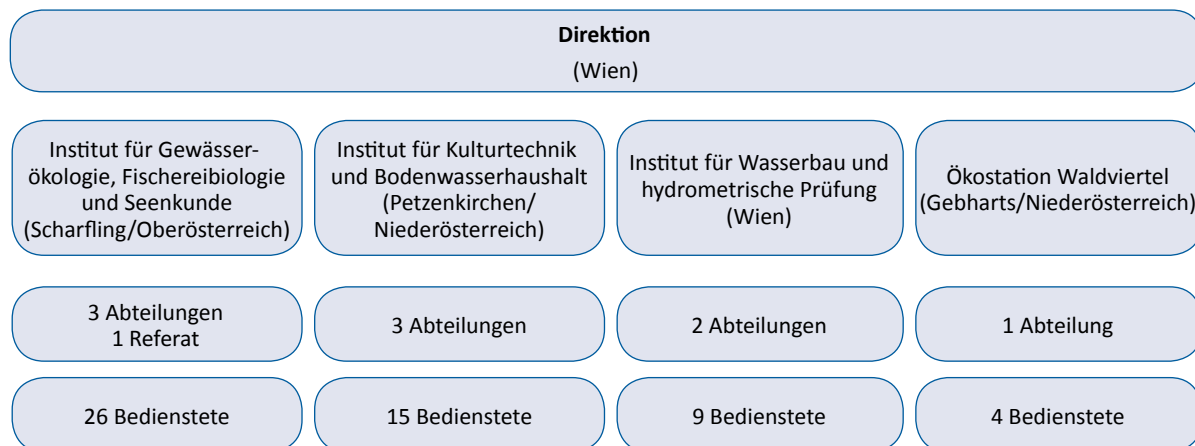 Direktion
(Wien)
Institut für Gewässer-
ökologie, Fischereibiologie
und Seenkunde
(Scharfling/Oberösterreich)
Institut für Kulturtechnik
und Bodenwasserhaushalt
(Petzenkirchen/
Niederösterreich)
Institut für Wasserbau und
hydrometrische Prüfung
(Wien)
Ökostation Waldviertel
(Gebharts/Niederösterreich)
3 Abteilungen
1 Referat
3 Abteilungen
2 Abteilungen
1 Abteilung
26 Bedienstete
15 Bedienstete
9 Bedienstete
4 Bedienstete